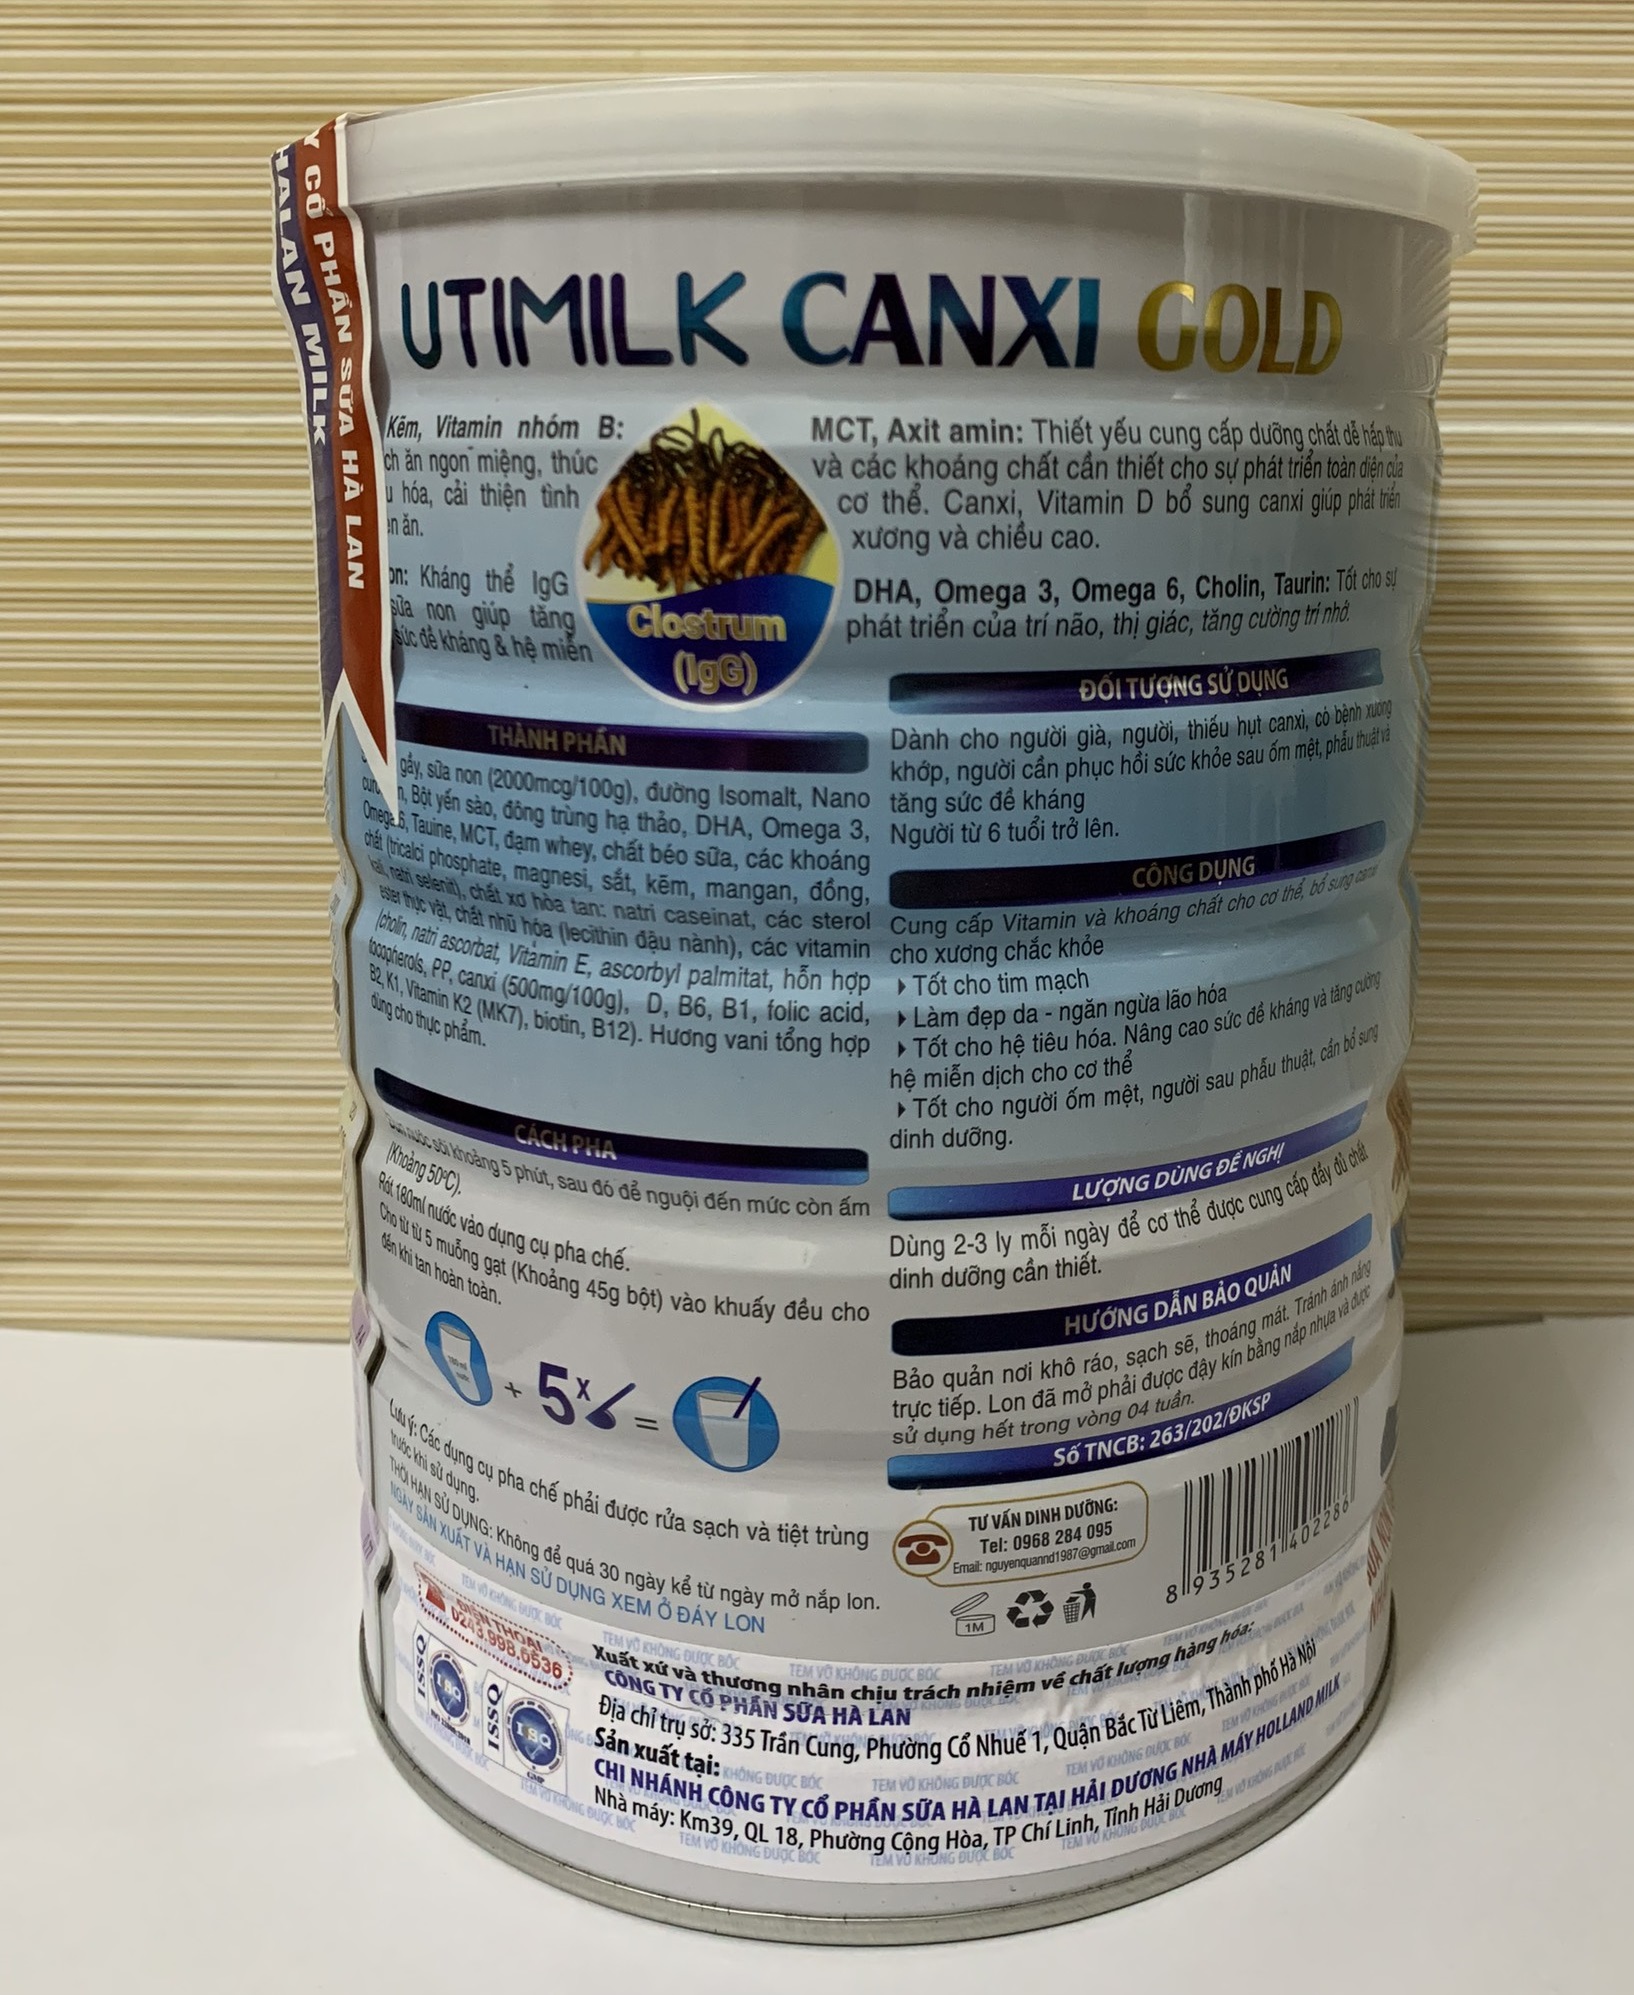 Y CỔ PHẦN SỮA HÀ LAN
HALAN MILK
UTIMILK CANXI GOLD
Kẽm, Vitamin nhóm B:
ch ăn ngon miệng, thúc
u hóa, cải thiện tình
n ăn.
on: Kháng thể IgG
sữa non giúp tăng
sức đề kháng & hệ miễn
Clostrum
(IgG)
MCT, Axit amin: Thiết yếu cung cấp dưỡng chất dễ hấp thu
và các khoáng chất cần thiết cho sự phát triển toàn diện của
cơ thể. Canxi, Vitamin D bổ sung canxi giúp phát triển
xương và chiều cao.
DHA, Omega 3, Omega 6, Cholin, Taurin: Tốt cho sự
phát triển của trí não, thị giác, tăng cường trí nhớ.
THÀNH PHẦN
gầy, sữa non (2000mcg/100g), đường Isomalt, Nano
n, Bột yến sào, đông trùng hạ thảo, DHA, Omega 3,
Omega 6, Tauine, MCT, đạm whey, chất béo sữa, các khoáng
chất (tricalci phosphate, magnesi, sắt, kẽm, mangan, đồng,
kali, natri selenit), chất xơ hòa tan: natri caseinat, các sterol
ester thực vật, chất nhũ hóa (lecithin đậu nành), các vitamin
(cholin, natri ascorbat, Vitamin E, ascorbyl palmitat, hỗn hợp
tocopherols, PP, canxi (500mg/100g), D, B6, B1, folic acid,
B2, K1, Vitamin K2 (MK7), biotin, B12). Hương vani tổng hợp
dùng cho thực phẩm.
CÁCH PHA
nước sôi khoảng 5 phút, sau đó để nguội đến mức còn ấm
(Khoảng 50°C).
Rót 180ml nước vào dụng cụ pha chế.
Cho từ từ 5 muỗng gạt (Khoảng 45g bột) vào khuấy đều cho
đến khi tan hoàn toàn.
180 ml
nước
+ 5x =
Lưu ý: Các dụng cụ pha chế phải được rửa sạch và tiệt trùng
trước khi sử dụng.
THỜI HẠN SỬ DỤNG: Không để quá 30 ngày kể từ ngày mở nắp lon.
NGÀY SẢN XUẤT VÀ HẠN SỬ DỤNG XEM Ở ĐÁY LON
ĐỐI TƯỢNG SỬ DỤNG
Dành cho người già, người, thiếu hụt canxi, có bệnh xương
khớp, người cần phục hồi sức khỏe sau ốm mệt, phẫu thuật và
tăng sức đề kháng
Người từ 6 tuổi trở lên.
CÔNG DỤNG
Cung cấp Vitamin và khoáng chất cho cơ thể, bổ sung canxi
cho xương chắc khỏe
Tốt cho tim mạch
Làm đẹp da - ngăn ngừa lão hóa
Tốt cho hệ tiêu hóa. Nâng cao sức đề kháng và tăng cường
hệ miễn dịch cho cơ thể
Tốt cho người ốm mệt, người sau phẫu thuật, cần bổ sung
dinh dưỡng.
LƯỢNG DÙNG ĐỀ NGHỊ
Dùng 2-3 ly mỗi ngày để cơ thể được cung cấp đầy đủ chất
dinh dưỡng cần thiết.
HƯỚNG DẪN BẢO QUẢN
Bảo quản nơi khô ráo, sạch sẽ, thoáng mát. Tránh ánh nắng
trực tiếp. Lon đã mở phải được đậy kín bằng nắp nhựa và được
sử dụng hết trong vòng 04 tuần.
Số TNCB: 263/202/ĐKSP
TƯ VẤN DINH DƯỠNG:
Tel: 0968 284 095
Email: nguyenquannd1987@gmail.com
1M
8 935281 402286
ĐIỆN THOẠI
0243.998.6536
ISSQ
ISSQ
GMP
Xuất xứ và thương nhân chịu trách nhiệm về chất lượng hàng hóa:
CÔNG TY CỔ PHẦN SỮA HÀ LAN
Địa chỉ trụ sở: 335 Trần Cung, Phường Cổ Nhuế 1, Quận Bắc Từ Liêm, Thành phố Hà Nội
Sản xuất tại:
CHI NHÁNH CÔNG TY CỔ PHẦN SỮA HÀ LAN TẠI HẢI DƯƠNG NHÀ MÁY HOLLAND MILK
Nhà máy: Km39, QL 18, Phường Cộng Hòa, TP Chí Linh, Tỉnh Hải Dương
TEM VỠ KHÔNG ĐƯỢC BÓC